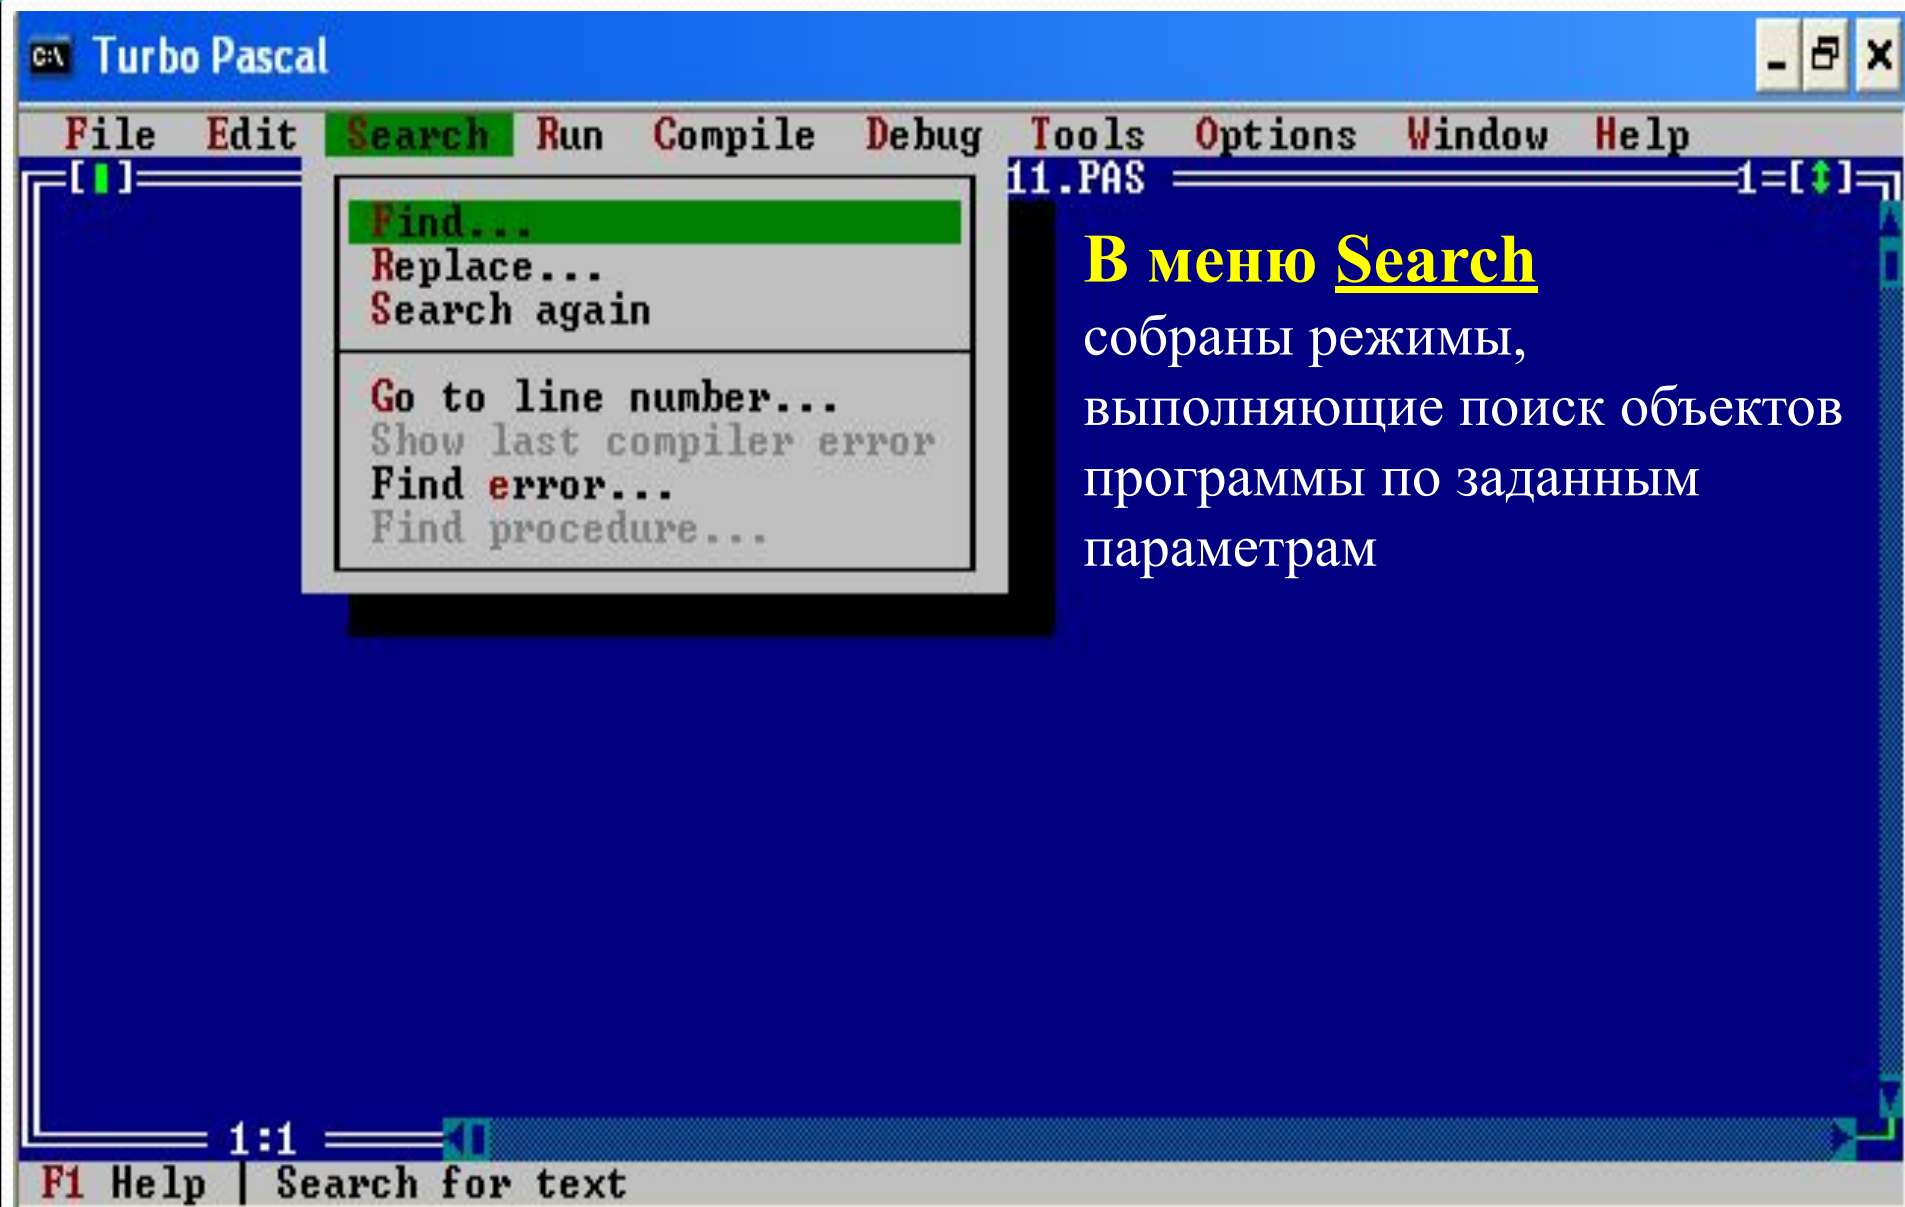 Turbo Pascal
File Edit Search Run Compile Debug Tools Options Window Help
[ ] 11.PAS 1=[↕]
Find...
Replace...
Search again
Go to line number...
Show last compiler error
Find error...
Find procedure...
В меню Search
собраны режимы,
выполняющие поиск объектов
программы по заданным
параметрам
1:1
F1 Help | Search for text